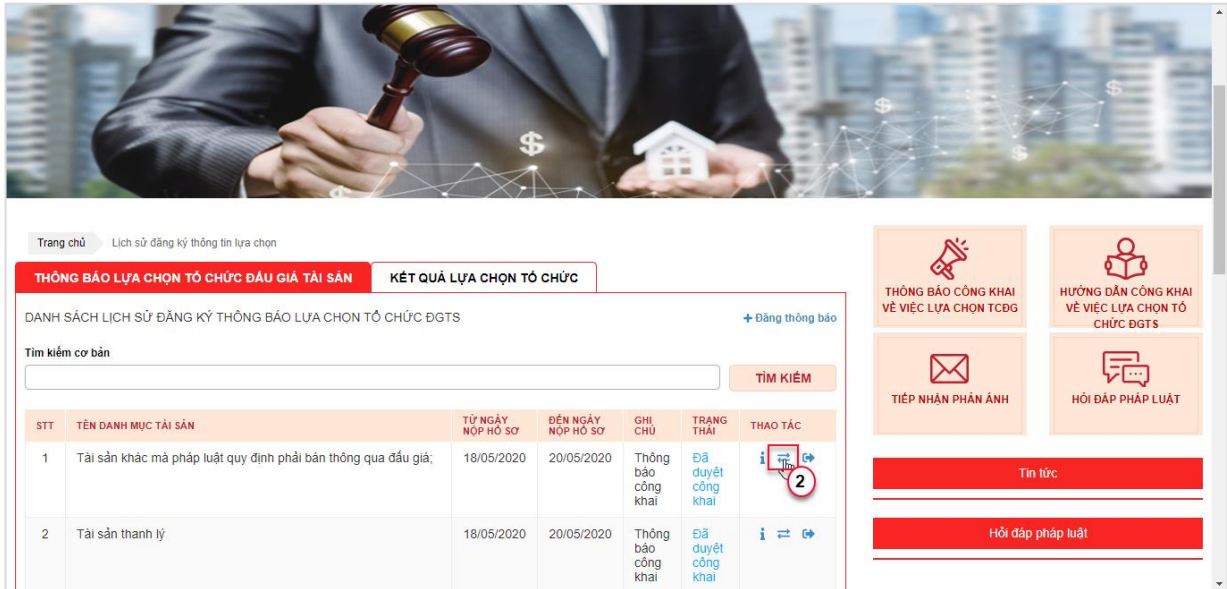 Trang chủ Lịch sử đăng ký thông tin lựa chọn
THÔNG BÁO LỰA CHỌN TỔ CHỨC ĐẤU GIÁ TÀI SẢN
KẾT QUẢ LỰA CHỌN TỔ CHỨC
DANH SÁCH LỊCH SỬ ĐĂNG KÝ THÔNG BÁO LỰA CHỌN TỔ CHỨC ĐGTS
+ Đăng thông báo
Tìm kiếm cơ bản
TÌM KIẾM
STT
TÊN DANH MỤC TÀI SẢN
TỪ NGÀY
NỘP HỒ SƠ
ĐẾN NGÀY
NỘP HỒ SƠ
GHI
CHÚ
TRẠNG
THÁI
THAO TÁC
1
Tài sản khác mà pháp luật quy định phải bán thông qua đấu giá;
18/05/2020
20/05/2020
Thông
báo
công
khai
Đã
duyệt
công
khai
2
2
Tài sản thanh lý
18/05/2020
20/05/2020
Thông
báo
công
khai
Đã
duyệt
công
khai
THÔNG BÁO CÔNG KHAI
VỀ VIỆC LỰA CHỌN TCĐG
HƯỚNG DẪN CÔNG KHAI
VỀ VIỆC LỰA CHỌN TỔ
CHỨC ĐGTS
TIẾP NHẬN PHẢN ÁNH
HỎI ĐÁP PHÁP LUẬT
Tin tức
Hỏi đáp pháp luật